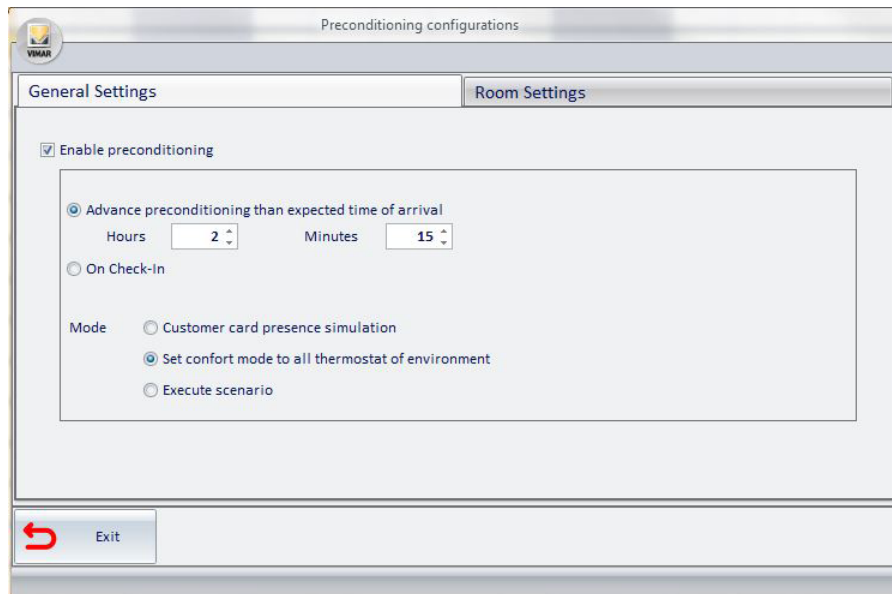 Preconditioning configurations
VIMAR
General Settings Room Settings
Enable preconditioning
Advance preconditioning than expected time of arrival
Hours 2 Minutes 15
On Check-In
Mode Customer card presence simulation
Set confort mode to all thermostat of environment
Execute scenario
Exit